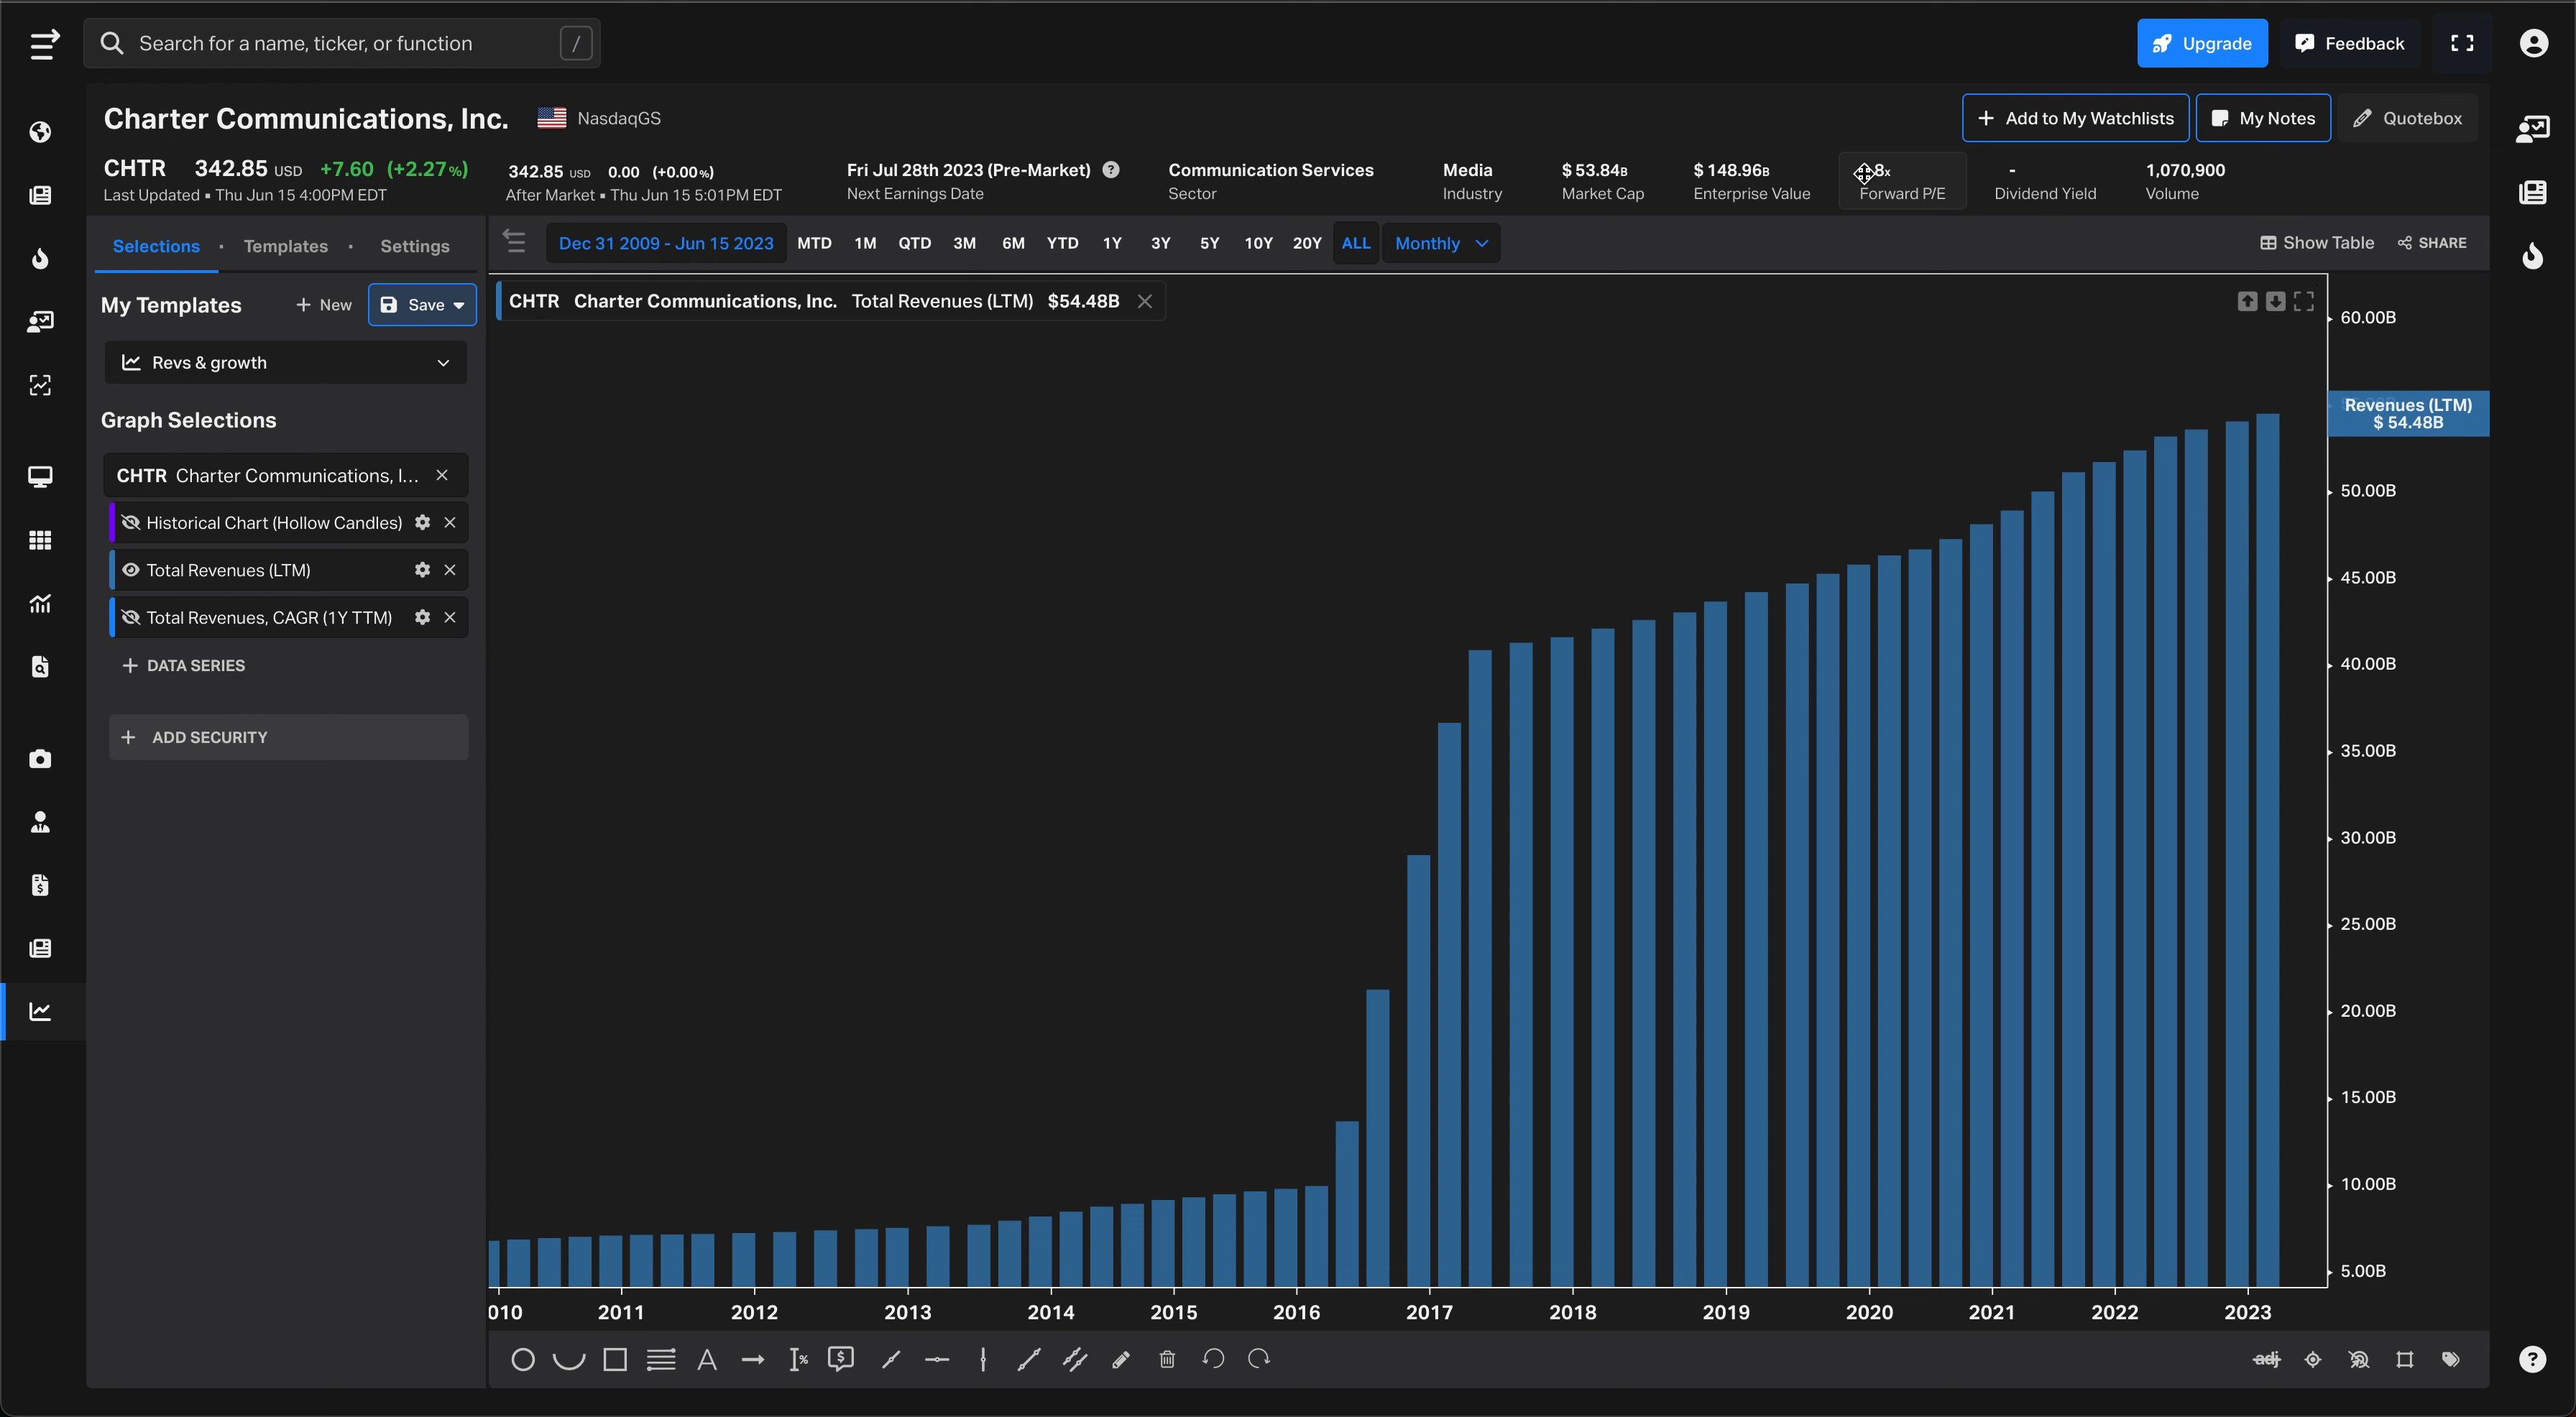 Search for a name, ticker, or function /
Upgrade
Feedback
Charter Communications, Inc. NasdaqGS
+ Add to My Watchlists
My Notes
Quotebox
CHTR 342.85 USD +7.60 (+2.27%)
Last Updated ▪ Thu Jun 15 4:00PM EDT
342.85 USD 0.00 (+0.00%)
After Market ▪ Thu Jun 15 5:01PM EDT
Fri Jul 28th 2023 (Pre-Market) ?
Next Earnings Date
Communication Services
Sector
Media
Industry
$ 53.84B
Market Cap
$ 148.96B
Enterprise Value
8x
Forward P/E
-
Dividend Yield
1,070,900
Volume
Selections · Templates · Settings
Dec 31 2009 - Jun 15 2023 MTD 1M QTD 3M 6M YTD 1Y 3Y 5Y 10Y 20Y ALL Monthly
Show Table SHARE
My Templates + New Save
Revs & growth
Graph Selections
CHTR Charter Communications, I...
Historical Chart (Hollow Candles)
Total Revenues (LTM)
Total Revenues, CAGR (1Y TTM)
+ DATA SERIES
+ ADD SECURITY
CHTR Charter Communications, Inc. Total Revenues (LTM) $54.48B
60.00B
Revenues (LTM)
$ 54.48B
50.00B
45.00B
40.00B
35.00B
30.00B
25.00B
20.00B
15.00B
10.00B
5.00B
010 2011 2012 2013 2014 2015 2016 2017 2018 2019 2020 2021 2022 2023
A
%
$
adj
?